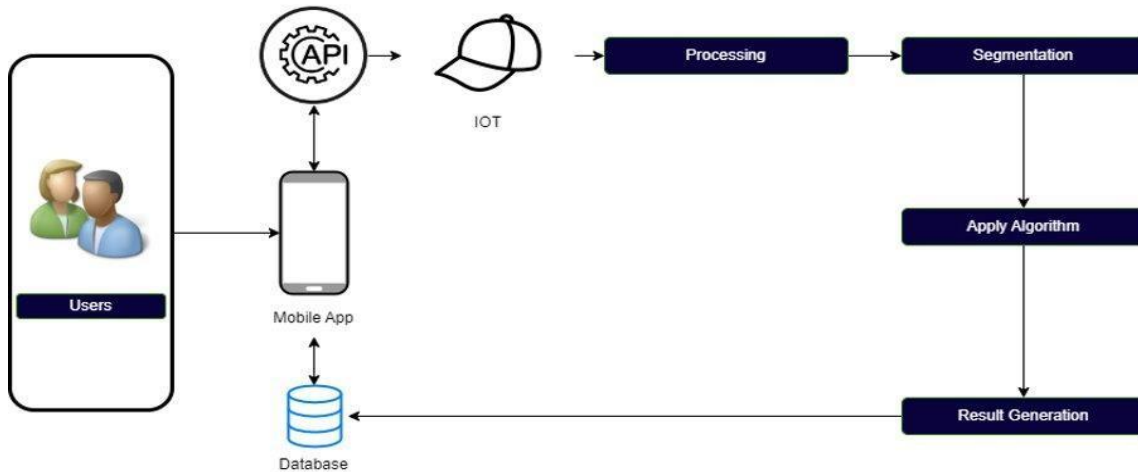 API
Processing
Segmentation
IOT
Apply Algorithm
Users
Mobile App
Result Generation
Database